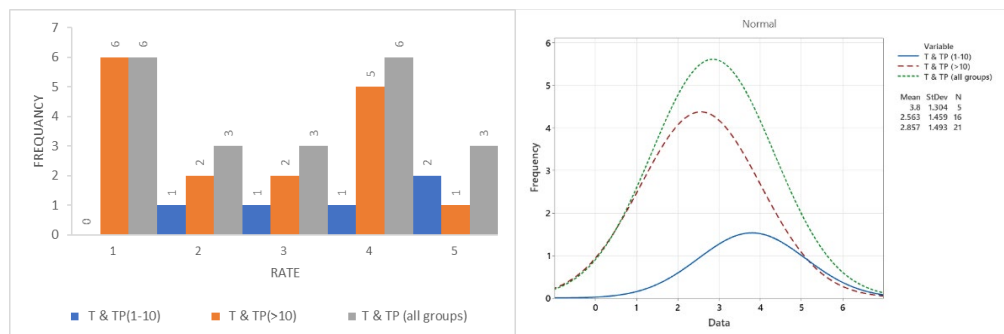 7
6
5
4
3
2
1
0
FREQUANCY
0
6
6
1
2
3
1
2
3
1
5
6
2
1
3
1 2 3 4 5
RATE
T & TP(1-10) T & TP(>10) T & TP (all groups)
Normal
6
5
4
3
2
1
0
Frequency
0 1 2 3 4 5 6
Data
Variable
T & TP (1-10)
T & TP (>10)
T & TP (all groups)
Mean StDev N
3.8 1.304 5
2.563 1.459 16
2.857 1.493 21